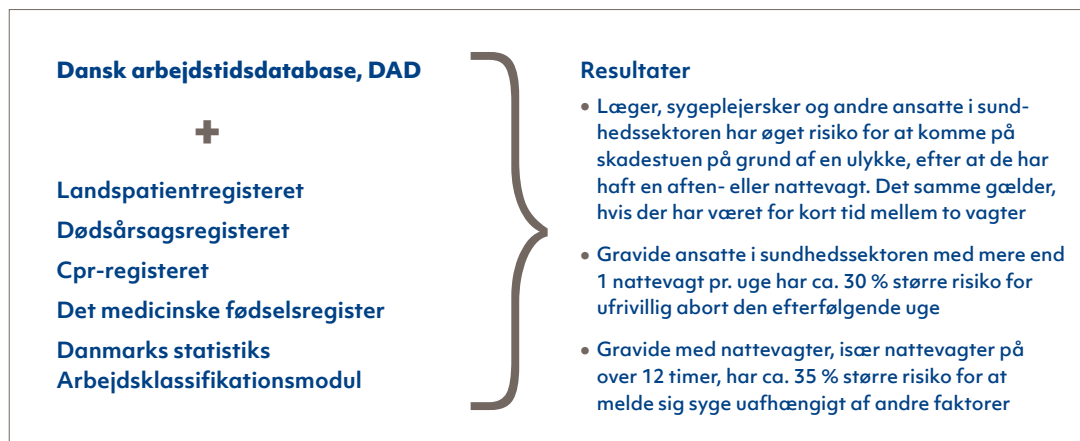 Dansk arbejdstidsdatabase, DAD
+
Landspatientregisteret
Dødsårsagsregisteret
Cpr-registeret
Det medicinske fødselsregister
Danmarks statistiks
Arbejdsklassifikationsmodul
Resultater
• Læger, sygeplejersker og andre ansatte i sund-
hedssektoren har øget risiko for at komme på
skadestuen på grund af en ulykke, efter at de har
haft en aften- eller nattevagt. Det samme gælder,
hvis der har været for kort tid mellem to vagter
• Gravide ansatte i sundhedssektoren med mere end
1 nattevagt pr. uge har ca. 30 % større risiko for
ufrivillig abort den efterfølgende uge
• Gravide med nattevagter, især nattevagter på
over 12 timer, har ca. 35 % større risiko for at
melde sig syge uafhængigt af andre faktorer